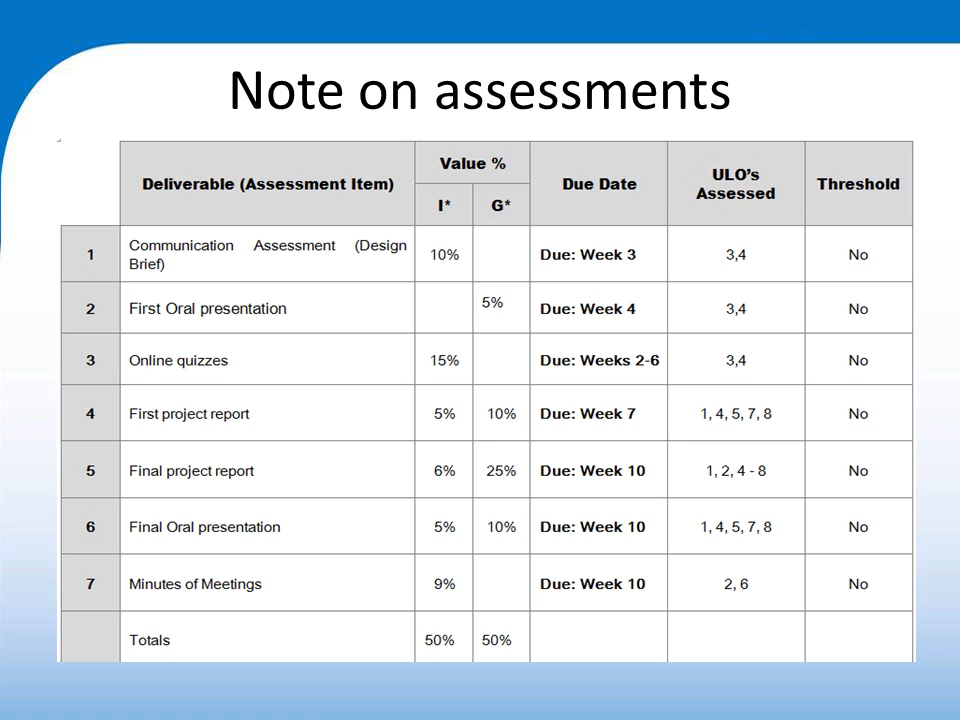 Note on assessments
Deliverable (Assessment Item) Value % Due Date ULO's Assessed Threshold
I* G*
1 Communication Assessment (Design Brief) 10% Due: Week 3 3,4 No
2 First Oral presentation 5% Due: Week 4 3,4 No
3 Online quizzes 15% Due: Weeks 2-6 3,4 No
4 First project report 5% 10% Due: Week 7 1, 4, 5, 7, 8 No
5 Final project report 6% 25% Due: Week 10 1, 2, 4 - 8 No
6 Final Oral presentation 5% 10% Due: Week 10 1, 4, 5, 7, 8 No
7 Minutes of Meetings 9% Due: Week 10 2, 6 No
Totals 50% 50%